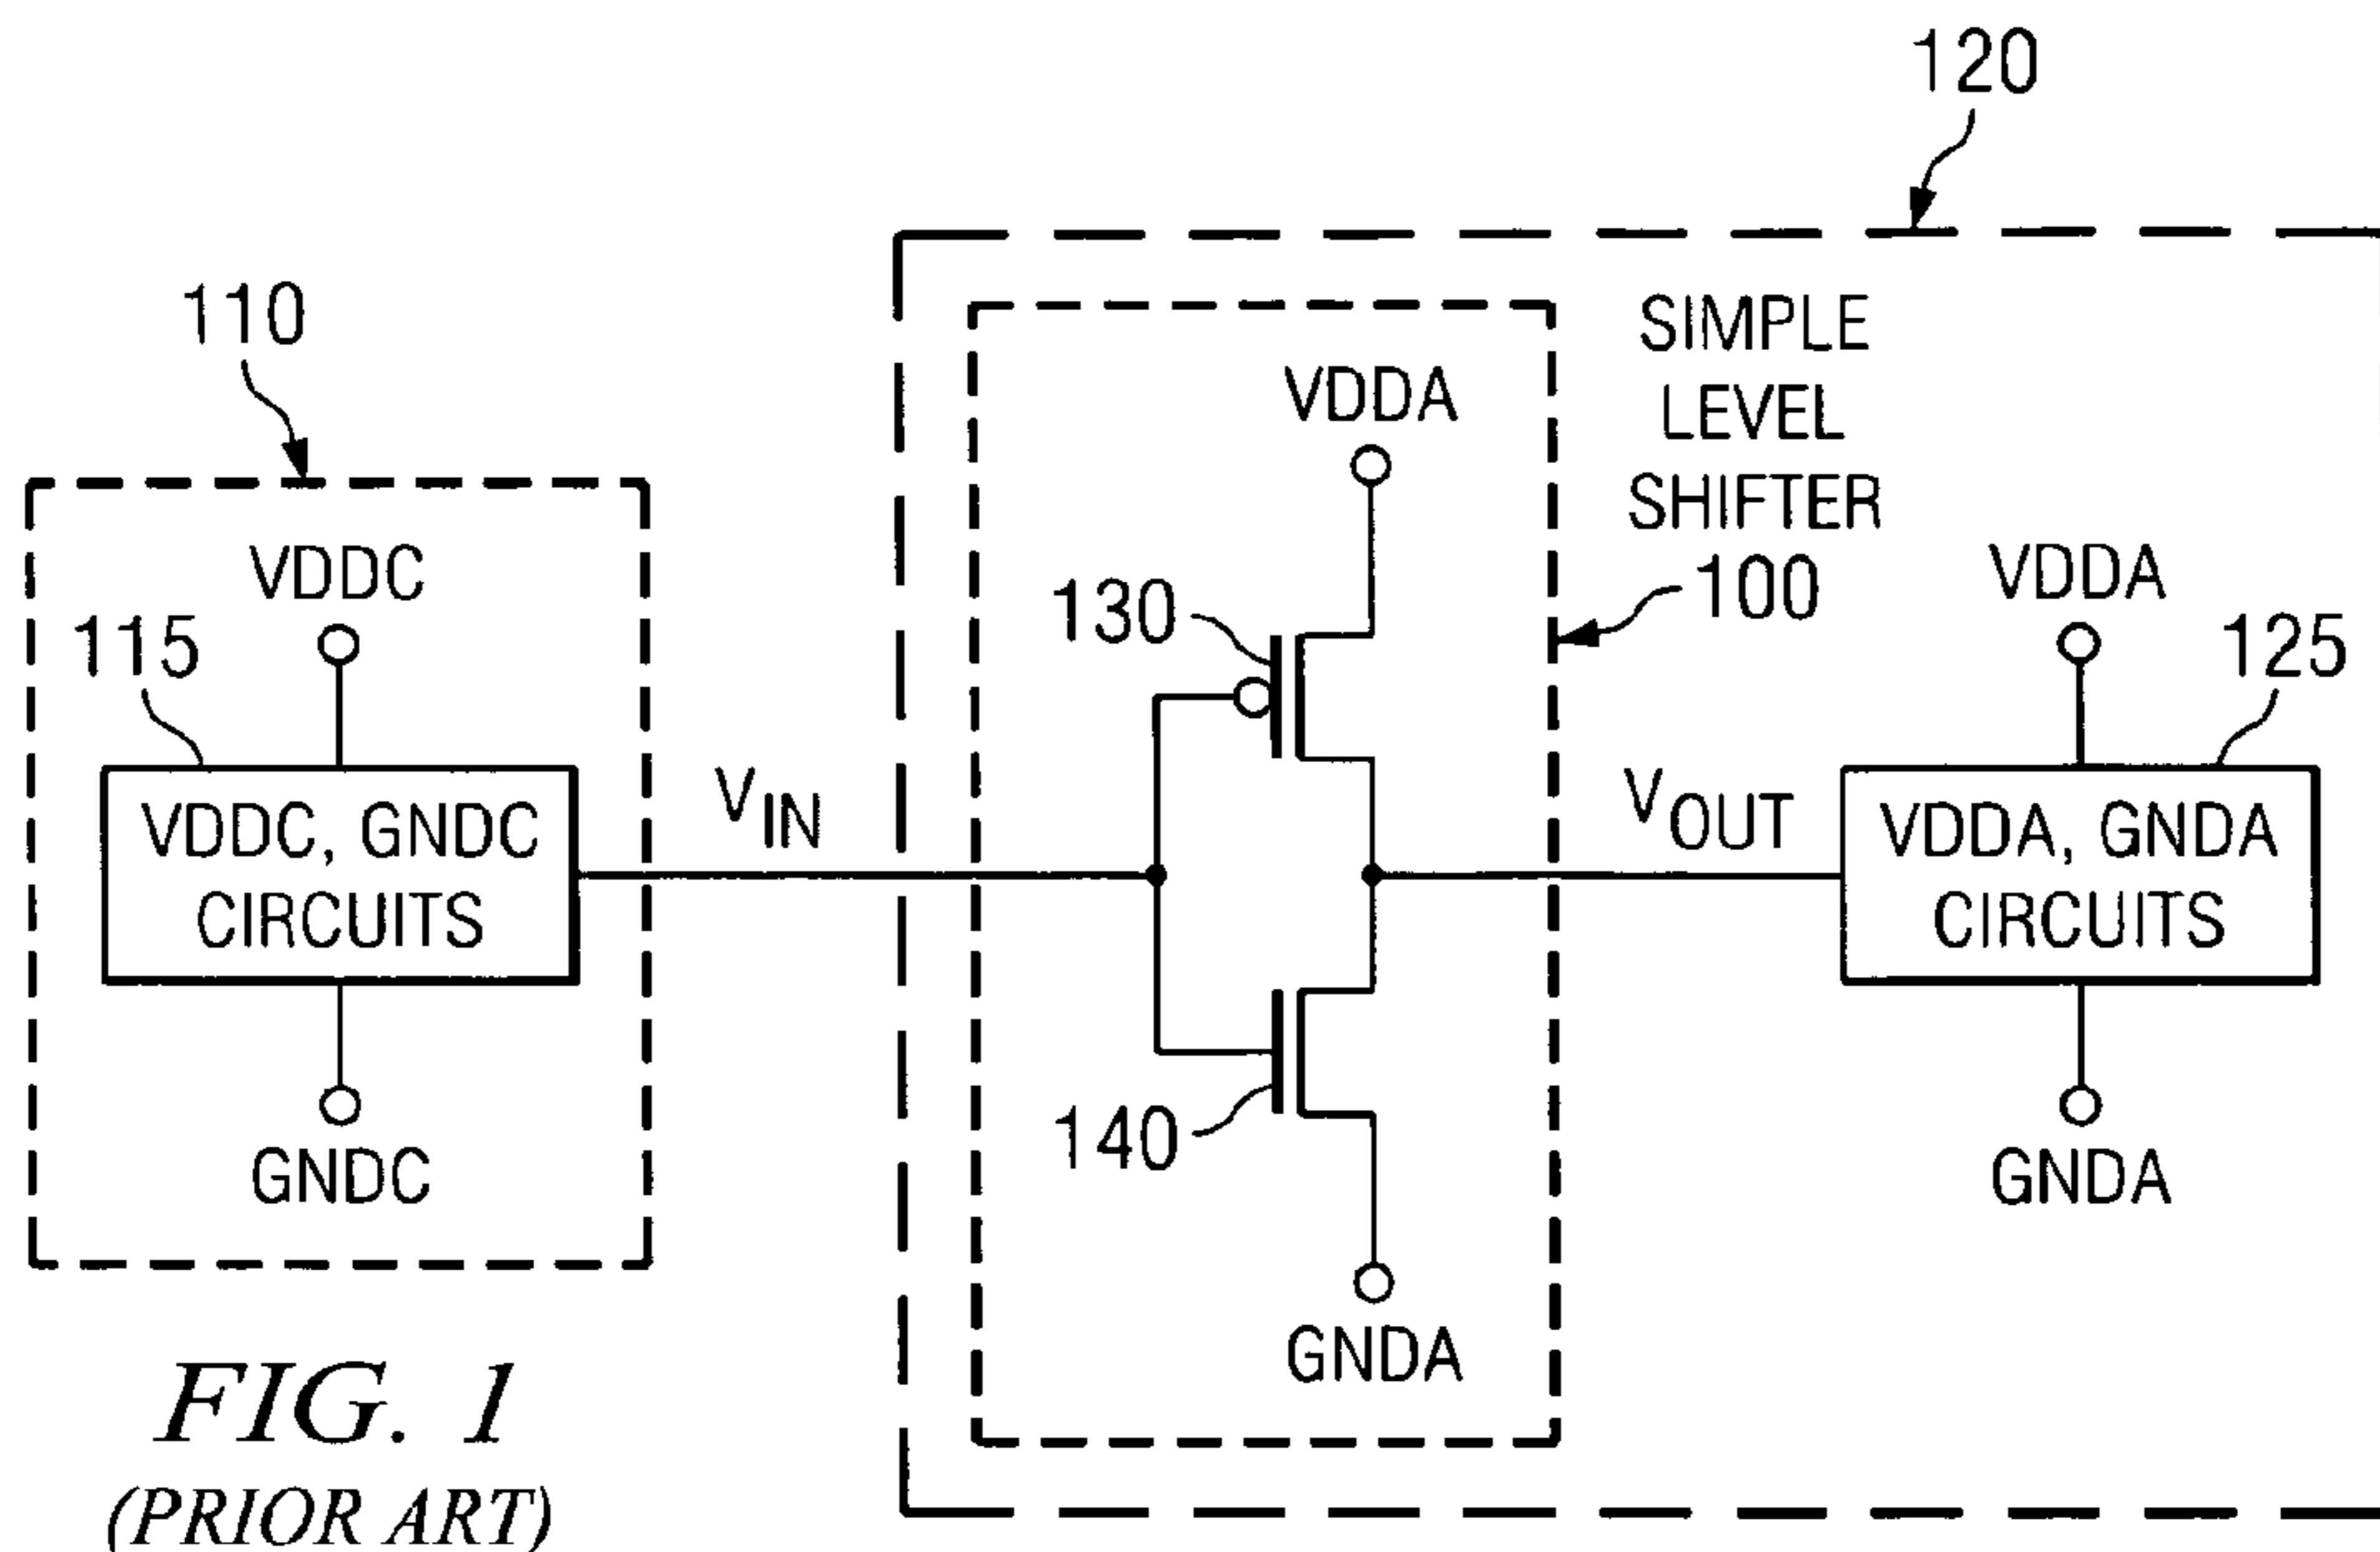 120
110
SIMPLE
LEVEL
SHIFTER
100
VDDA
VDDC
115
130
VDDA
125
VDDC, GNDC
CIRCUITS
VIN
VOUT
VDDA, GNDA
CIRCUITS
140
GNDC
GNDA
GNDA
FIG. 1
(PRIOR ART)